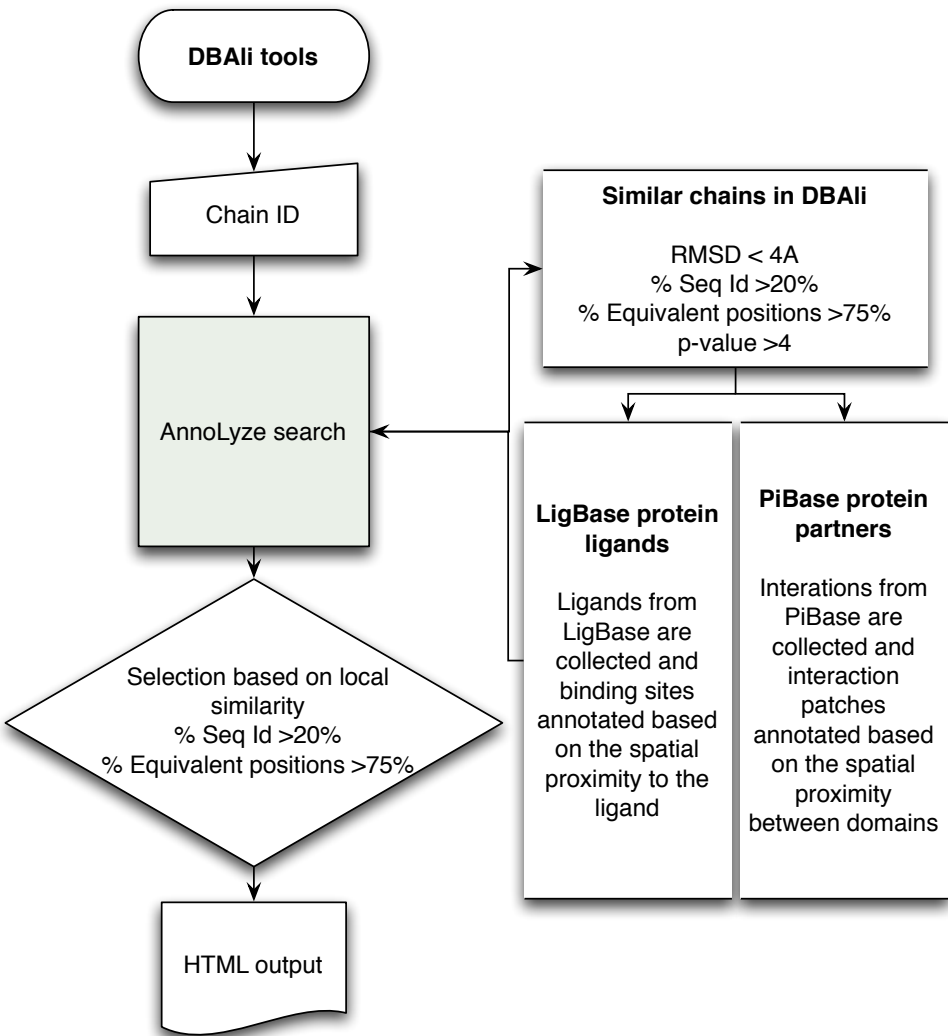 DBAli tools
Chain ID
AnnoLyze search
Selection based on local
similarity
% Seq Id >20%
% Equivalent positions >75%
HTML output
Similar chains in DBAli
RMSD < 4A
% Seq Id >20%
% Equivalent positions >75%
p-value >4
LigBase protein
ligands
Ligands from
LigBase are
collected and
binding sites
annotated based
on the spatial
proximity to the
ligand
PiBase protein
partners
Interations from
PiBase are
collected and
interaction
patches
annotated based
on the spatial
proximity
between domains